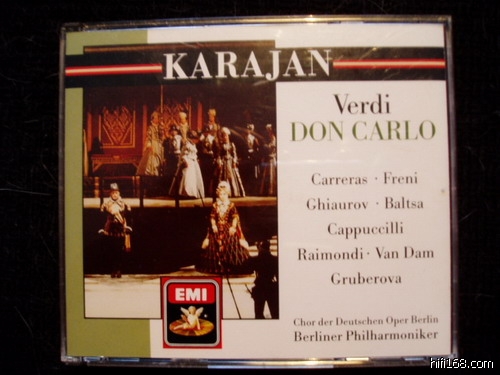 KARAJAN
Verdi
DON CARLO
Carreras · Freni
Ghiaurov · Baltsa
Cappuccilli
Raimondi · Van Dam
Gruberova
EMI
Chor der Deutschen Oper Berlin
Berliner Philharmoniker
hifi168.com